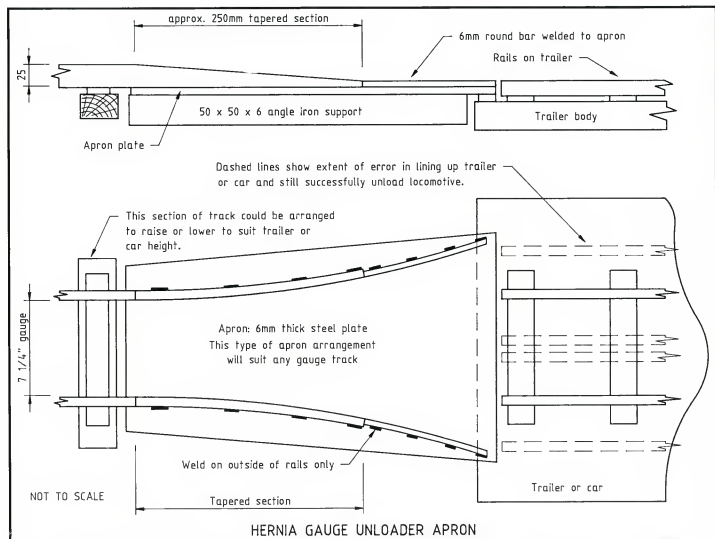 approx. 250mm tapered section
6mm round bar welded to apron
Rails on trailer
25
50 x 50 x 6 angle iron support
Trailer body
Apron plate
Dashed lines show extent of error in lining up trailer
or car and still successfully unload locomotive.
This section of track could be arranged
to raise or lower to suit trailer or
car height.
7 1/4" gauge
Apron: 6mm thick steel plate
This type of apron arrangement
will suit any gauge track
Weld on outside of rails only
NOT TO SCALE
Tapered section
Trailer or car
HERNIA GAUGE UNLOADER APRON